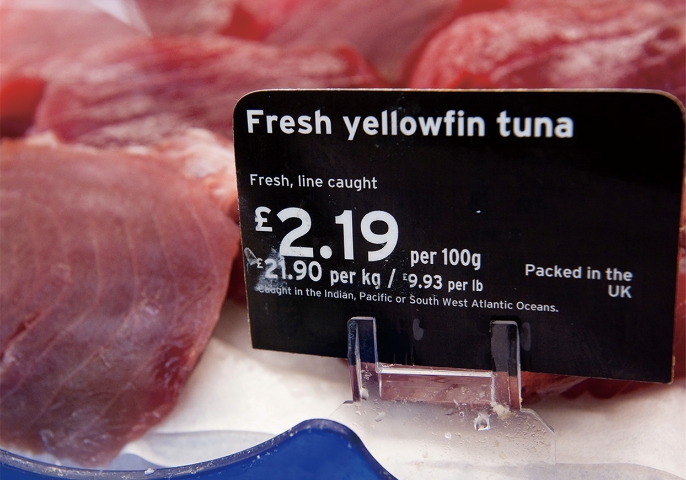 Fresh yellowfin tuna
Fresh, line caught
£2.19 per 100g
£21.90 per kg / £9.93 per lb
Packed in the
UK
Caught in the Indian, Pacific or South West Atlantic Oceans.